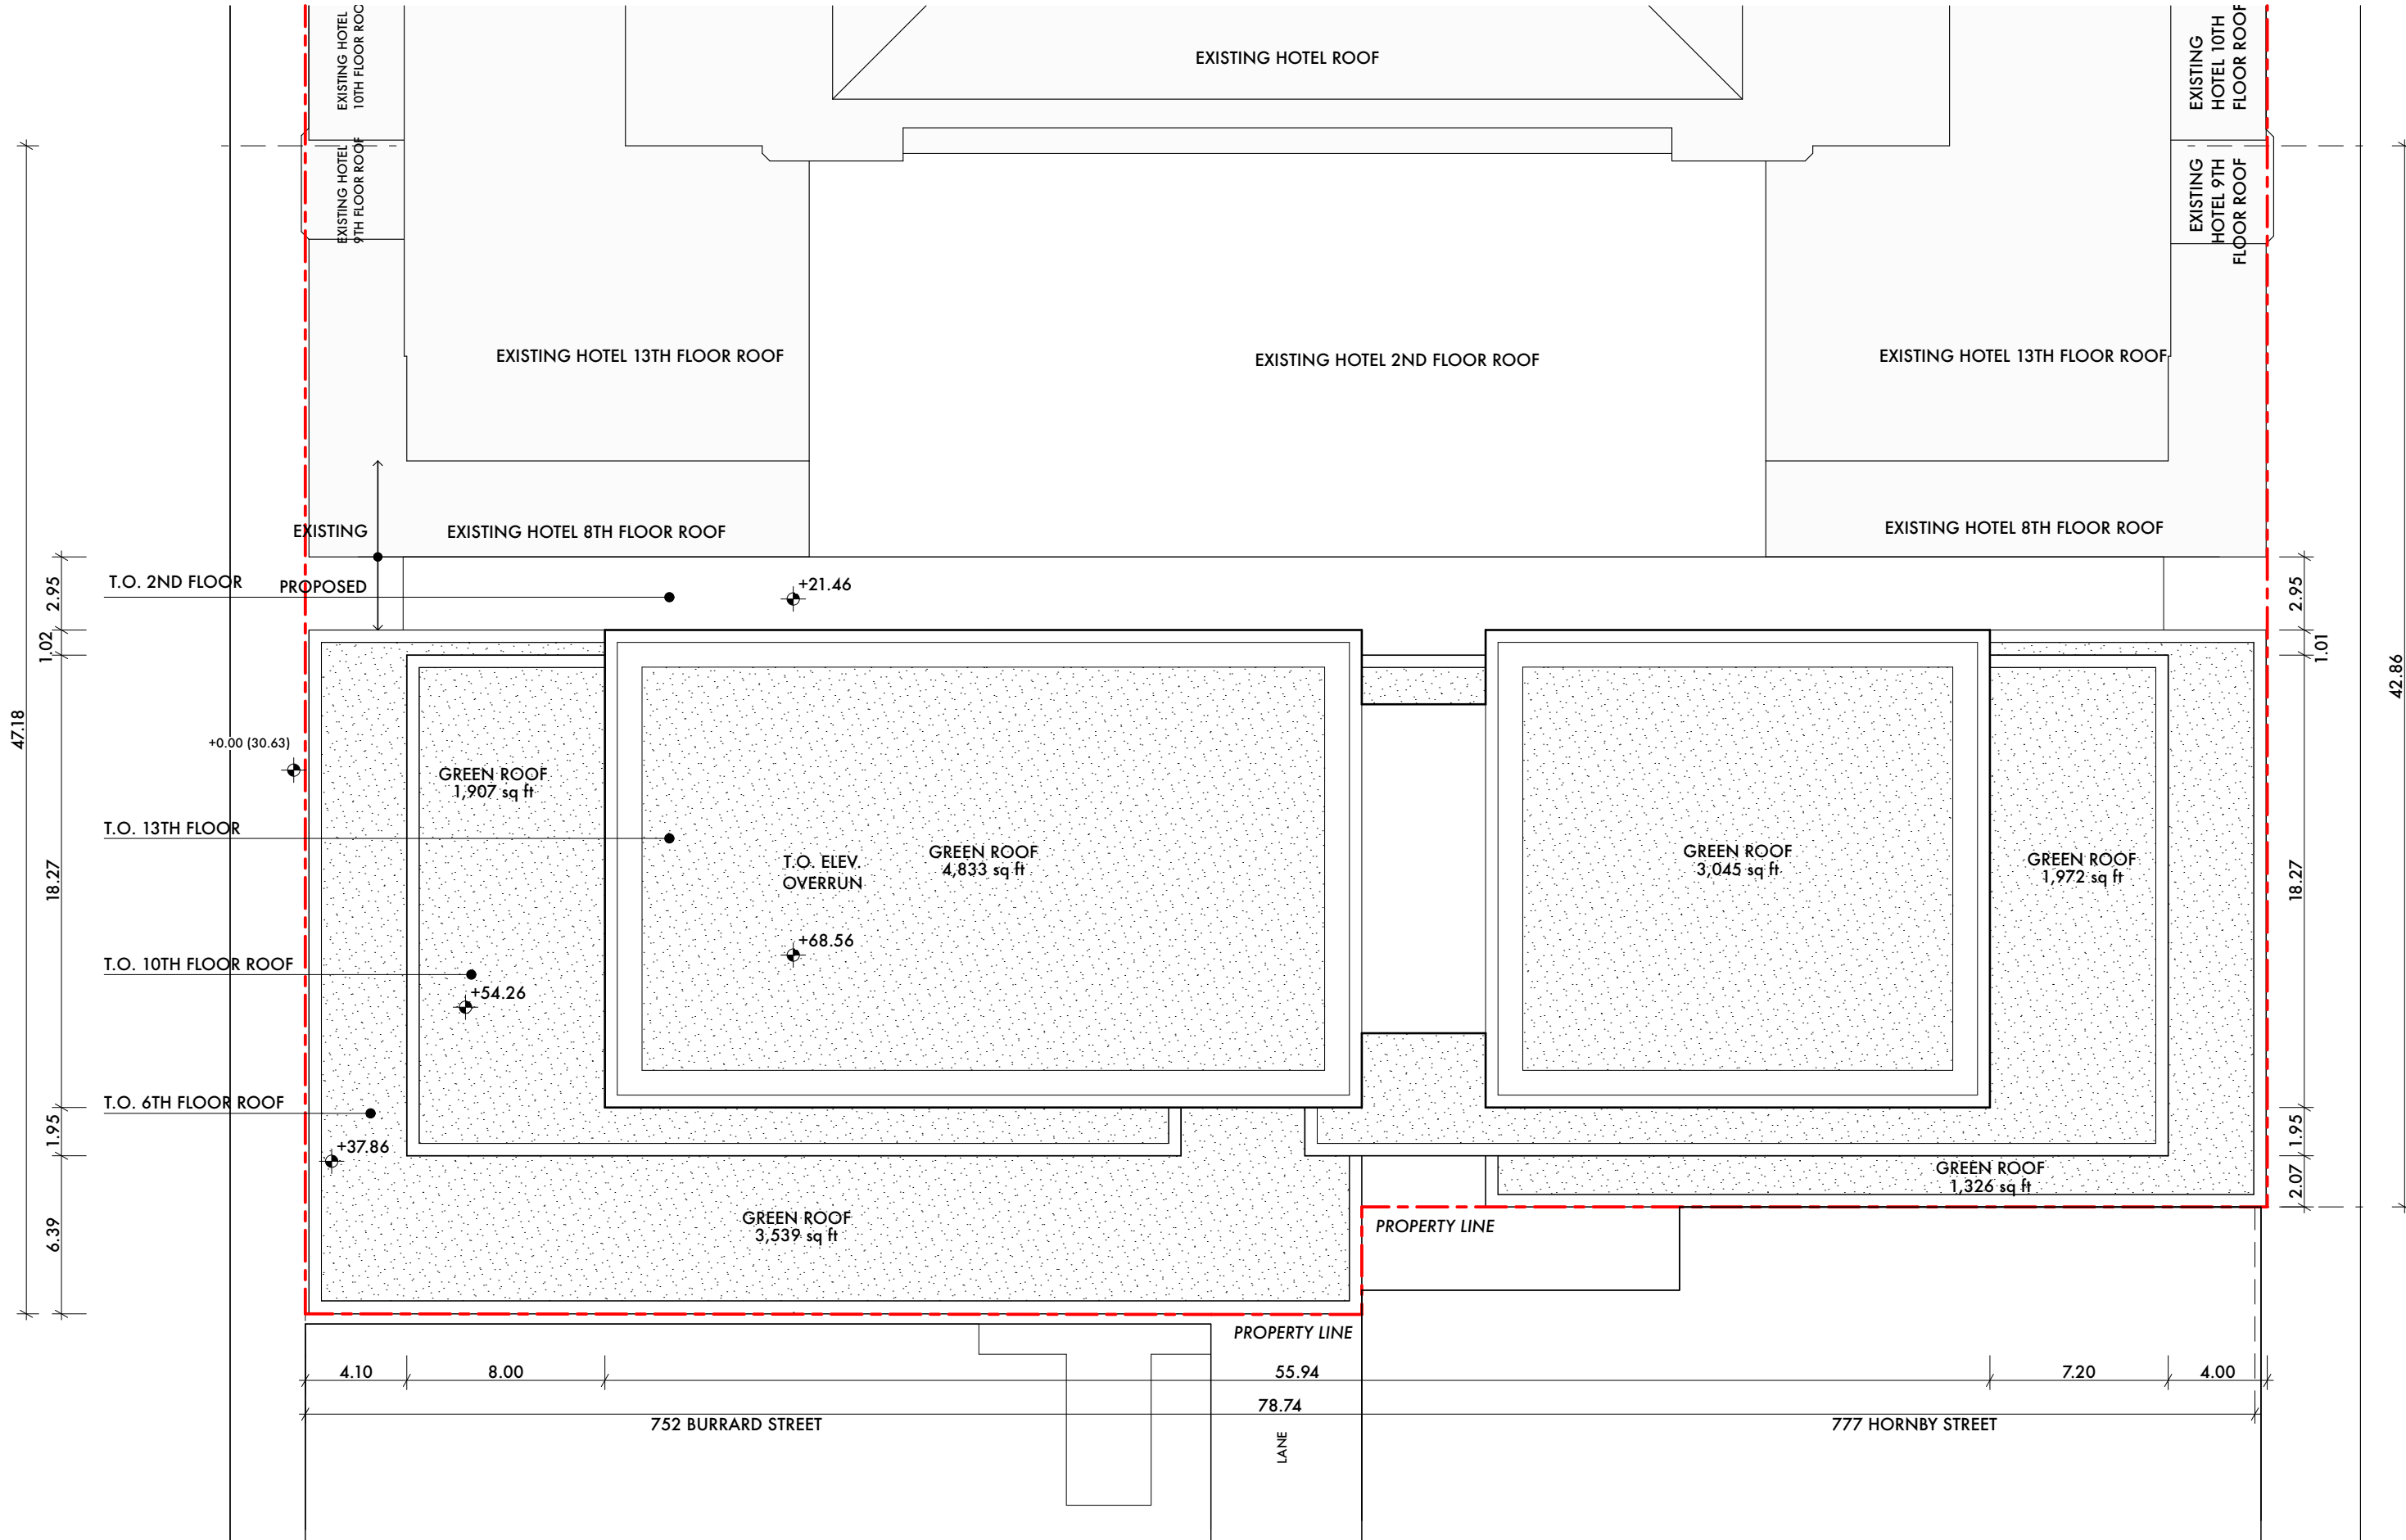 EXISTING HOTEL
10TH FLOOR ROO
EXISTING HOTEL ROOF
EXISTING
HOTEL 10TH
FLOOR ROOF
EXISTING HOTEL
9TH FLOOR ROOF
EXISTING
HOTEL 9TH
FLOOR ROOF
EXISTING HOTEL 13TH FLOOR ROOF
EXISTING HOTEL 2ND FLOOR ROOF
EXISTING HOTEL 13TH FLOOR ROOF
EXISTING
EXISTING HOTEL 8TH FLOOR ROOF
EXISTING HOTEL 8TH FLOOR ROOF
2.95
T.O. 2ND FLOOR
PROPOSED
+21.46
2.95
1.02
1.01
47.18
42.86
+0.00 (30.63)
GREEN ROOF
1,907 sq ft
T.O. 13TH FLOOR
18.27
T.O. ELEV.
OVERRUN
GREEN ROOF
4,833 sq ft
GREEN ROOF
3,045 sq ft
GREEN ROOF
1,972 sq ft
18.27
+68.56
T.O. 10TH FLOOR ROOF
+54.26
T.O. 6TH FLOOR ROOF
1.95
+37.86
1.95
GREEN ROOF
1,326 sq ft
2.07
6.39
GREEN ROOF
3,539 sq ft
PROPERTY LINE
PROPERTY LINE
4.10
8.00
55.94
7.20
4.00
78.74
752 BURRARD STREET
777 HORNBY STREET
LANE